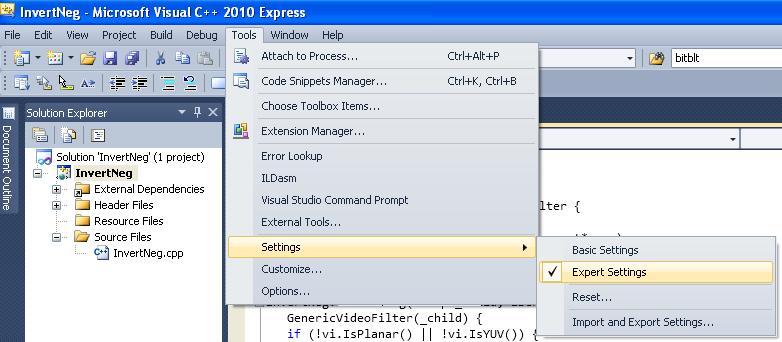 InvertNeg - Microsoft Visual C++ 2010 Express
File Edit View Project Build Debug Tools Window Help
bitblt
Attach to Process... Ctrl+Alt+P
Code Snippets Manager... Ctrl+K, Ctrl+B
Choose Toolbox Items...
Extension Manager...
Error Lookup
ILDasm
Visual Studio Command Prompt
External Tools...
Settings
Customize...
Options...
Basic Settings
Expert Settings
Reset...
Import and Export Settings...
Document Outline
Solution Explorer
Solution 'InvertNeg' (1 project)
InvertNeg
External Dependencies
Header Files
Resource Files
Source Files
InvertNeg.cpp
lter {
GenericVideoFilter(_child) {
if (!vi.IsPlanar() || !vi.IsYUV()) {